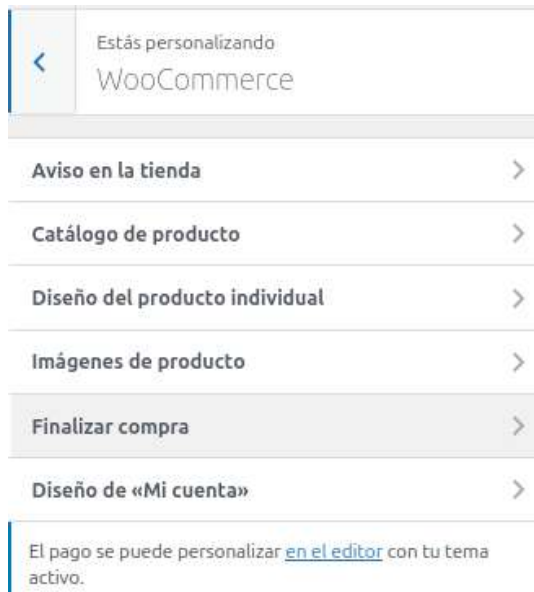 Estás personalizando
WooCommerce
Aviso en la tienda
Catálogo de producto
Diseño del producto individual
Imágenes de producto
Finalizar compra
Diseño de «Mi cuenta»
El pago se puede personalizar en el editor con tu tema
activo.